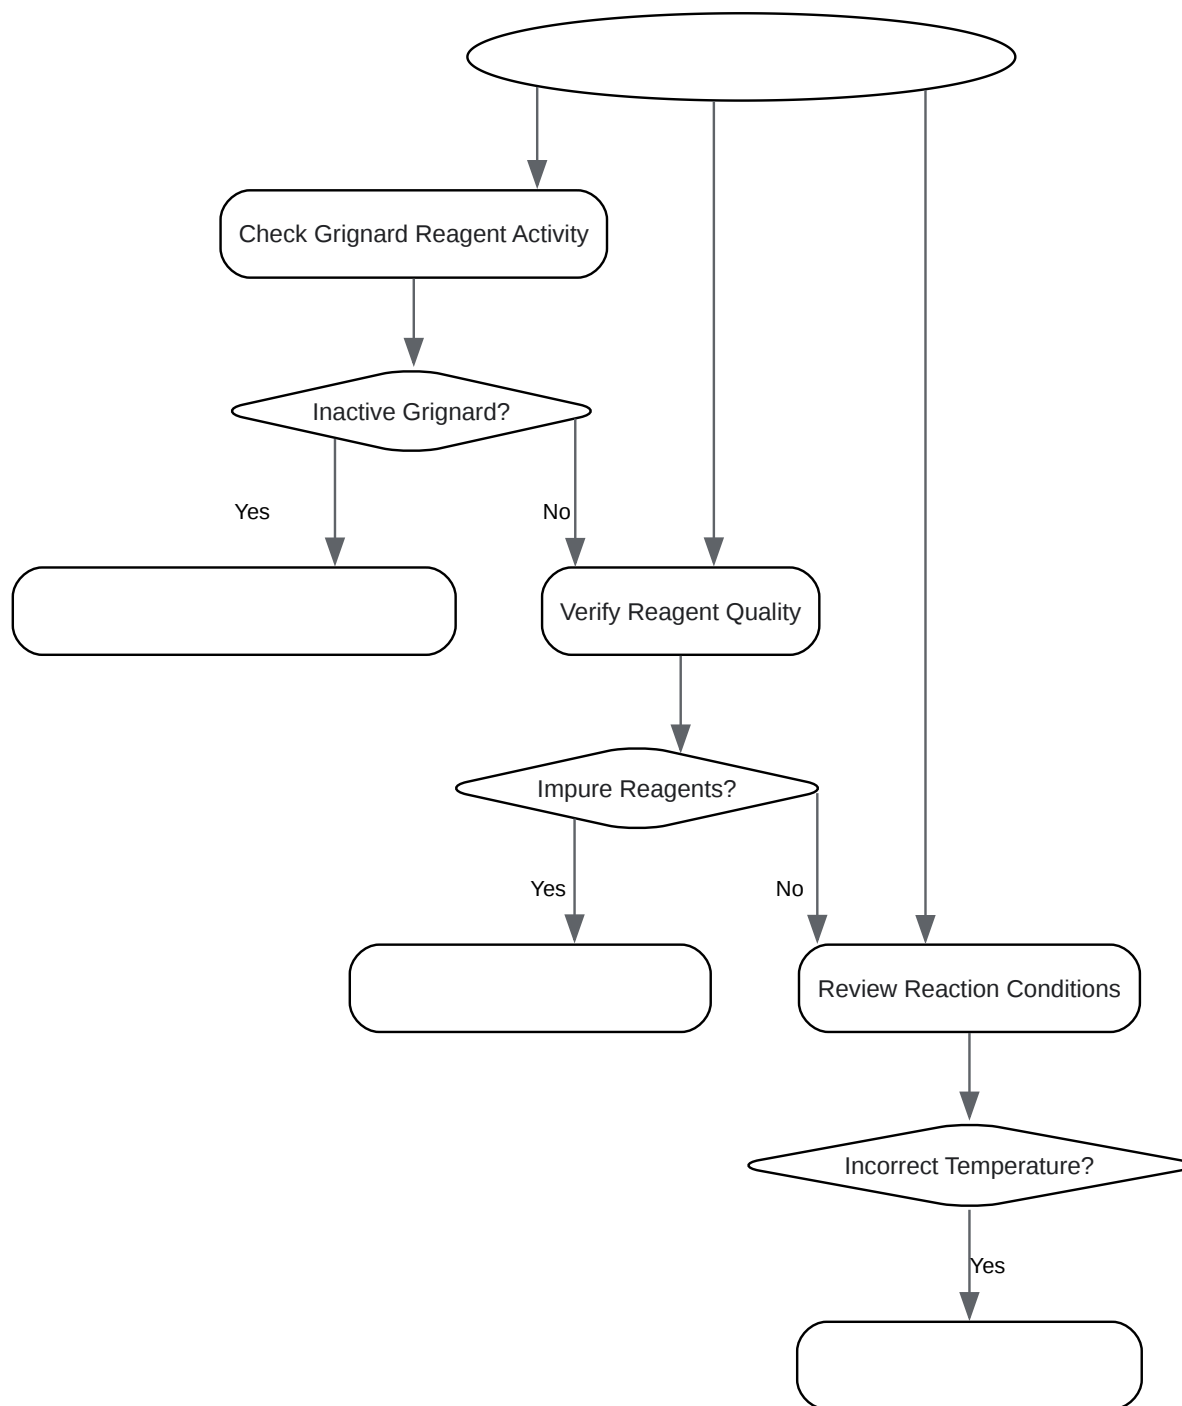 Check Grignard Reagent Activity
Inactive Grignard?
Yes
No
Verify Reagent Quality
Impure Reagents?
Yes
No
Review Reaction Conditions
Incorrect Temperature?
Yes